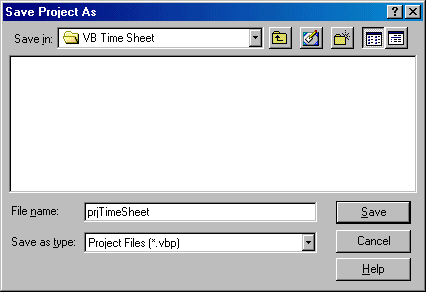 Save Project As
Save in: VB Time Sheet
File name: prjTimeSheet Save
Save as type: Project Files (*.vbp) Cancel
Help